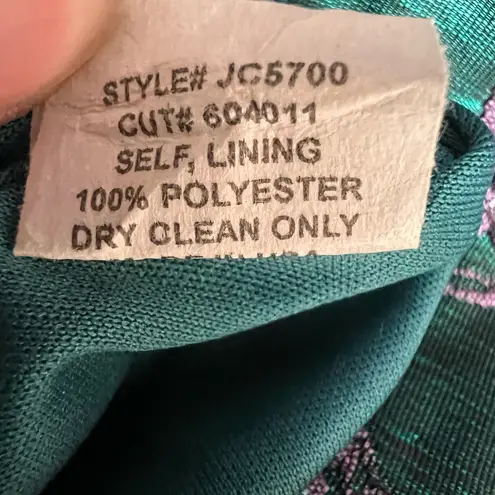 STYLE# JC5700
CUT# 604011
SELF, LINING
100% POLYESTER
DRY CLEAN ONLY